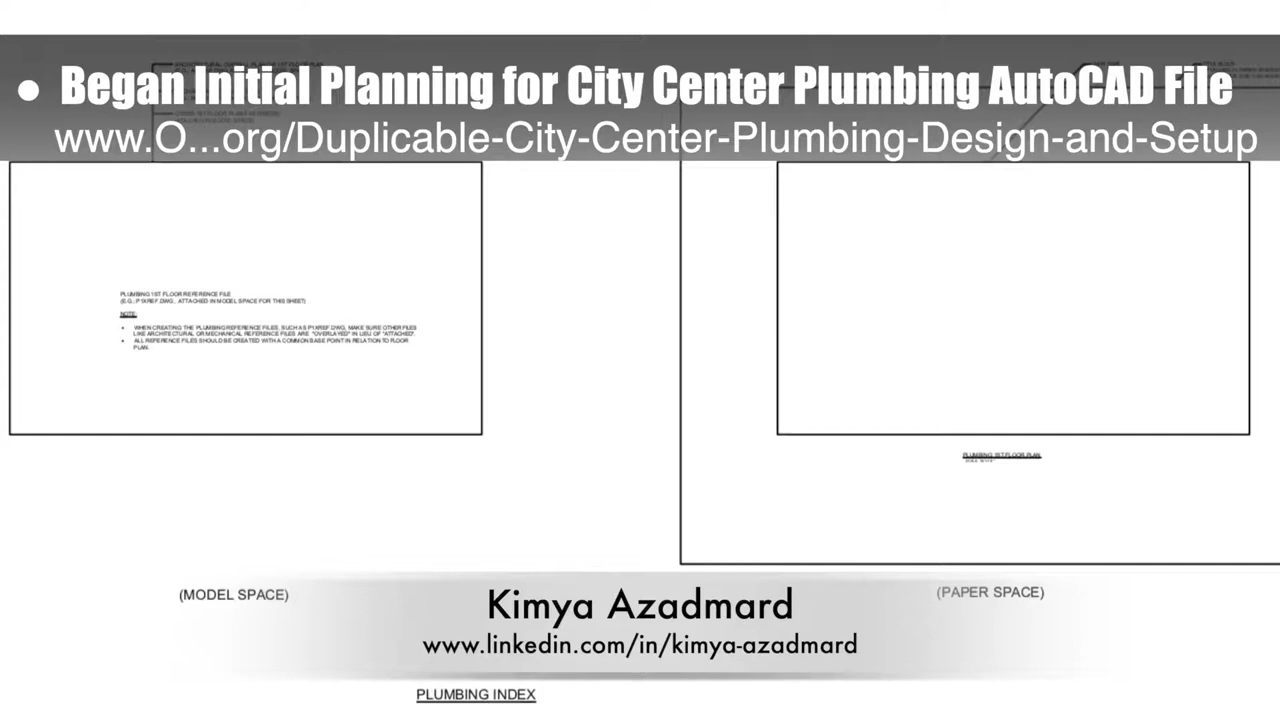 • Began Initial Planning for City Center Plumbing AutoCAD File
www.O...org/Duplicable-City-Center-Plumbing-Design-and-Setup
PLUMBING 1ST FLOOR REFERENCE FILE
(E.G.; P1XREF.DWG, ATTACHED IN MODEL SPACE FOR THIS SHEET)
NOTE:
• WHEN CREATING THE PLUMBING REFERENCE FILES, SUCH AS P1XREF.DWG, MAKE SURE OTHER FILES
LIKE ARCHITECTURAL OR MECHANICAL REFERENCE FILES ARE "OVERLAYED" IN LIEU OF "ATTACHED".
• ALL REFERENCE FILES SHOULD BE CREATED WITH A COMMON BASE POINT IN RELATION TO FLOOR
PLAN.
PLUMBING 1ST FLOOR PLAN
(MODEL SPACE)
(PAPER SPACE)
Kimya Azadmard
www.linkedin.com/in/kimya-azadmard
PLUMBING INDEX